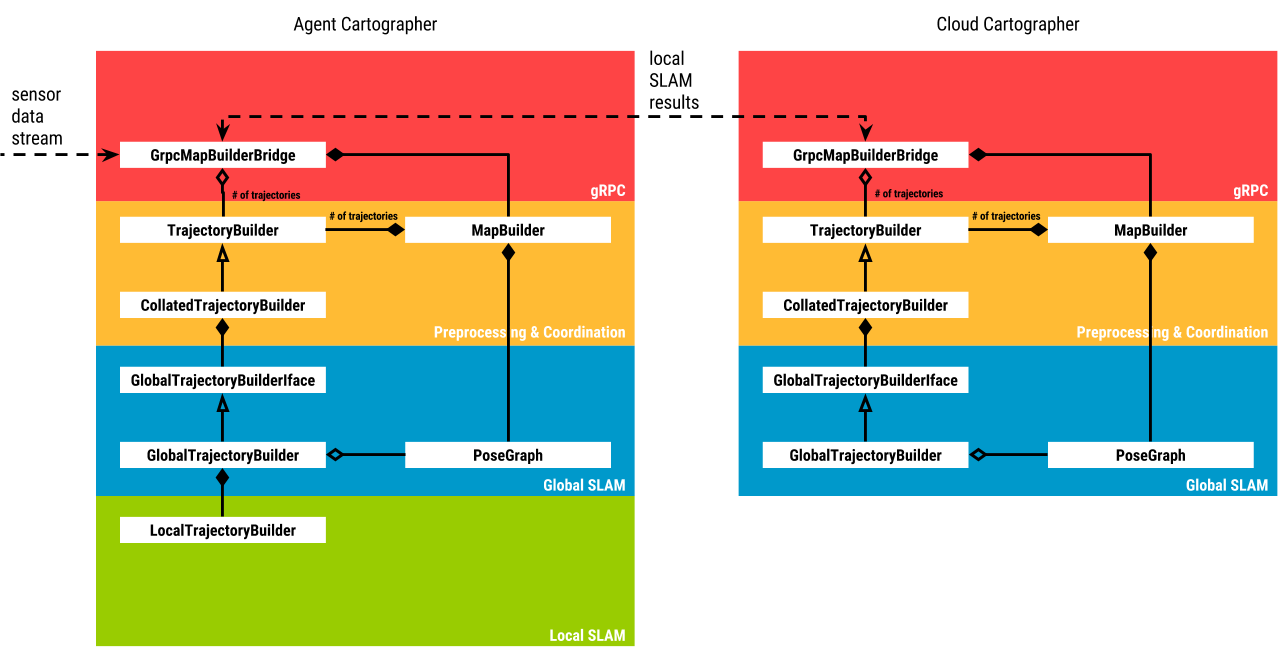 Agent Cartographer
Cloud Cartographer
sensor
data
stream
local
SLAM
results
GrpcMapBuilderBridge
# of trajectories
gRPC
TrajectoryBuilder
# of trajectories
MapBuilder
CollatedTrajectoryBuilder
Preprocessing & Coordination
GlobalTrajectoryBuilderIface
GlobalTrajectoryBuilder
PoseGraph
Global SLAM
LocalTrajectoryBuilder
Local SLAM
GrpcMapBuilderBridge
# of trajectories
gRPC
TrajectoryBuilder
# of trajectories
MapBuilder
CollatedTrajectoryBuilder
Preprocessing & Coordination
GlobalTrajectoryBuilderIface
GlobalTrajectoryBuilder
PoseGraph
Global SLAM